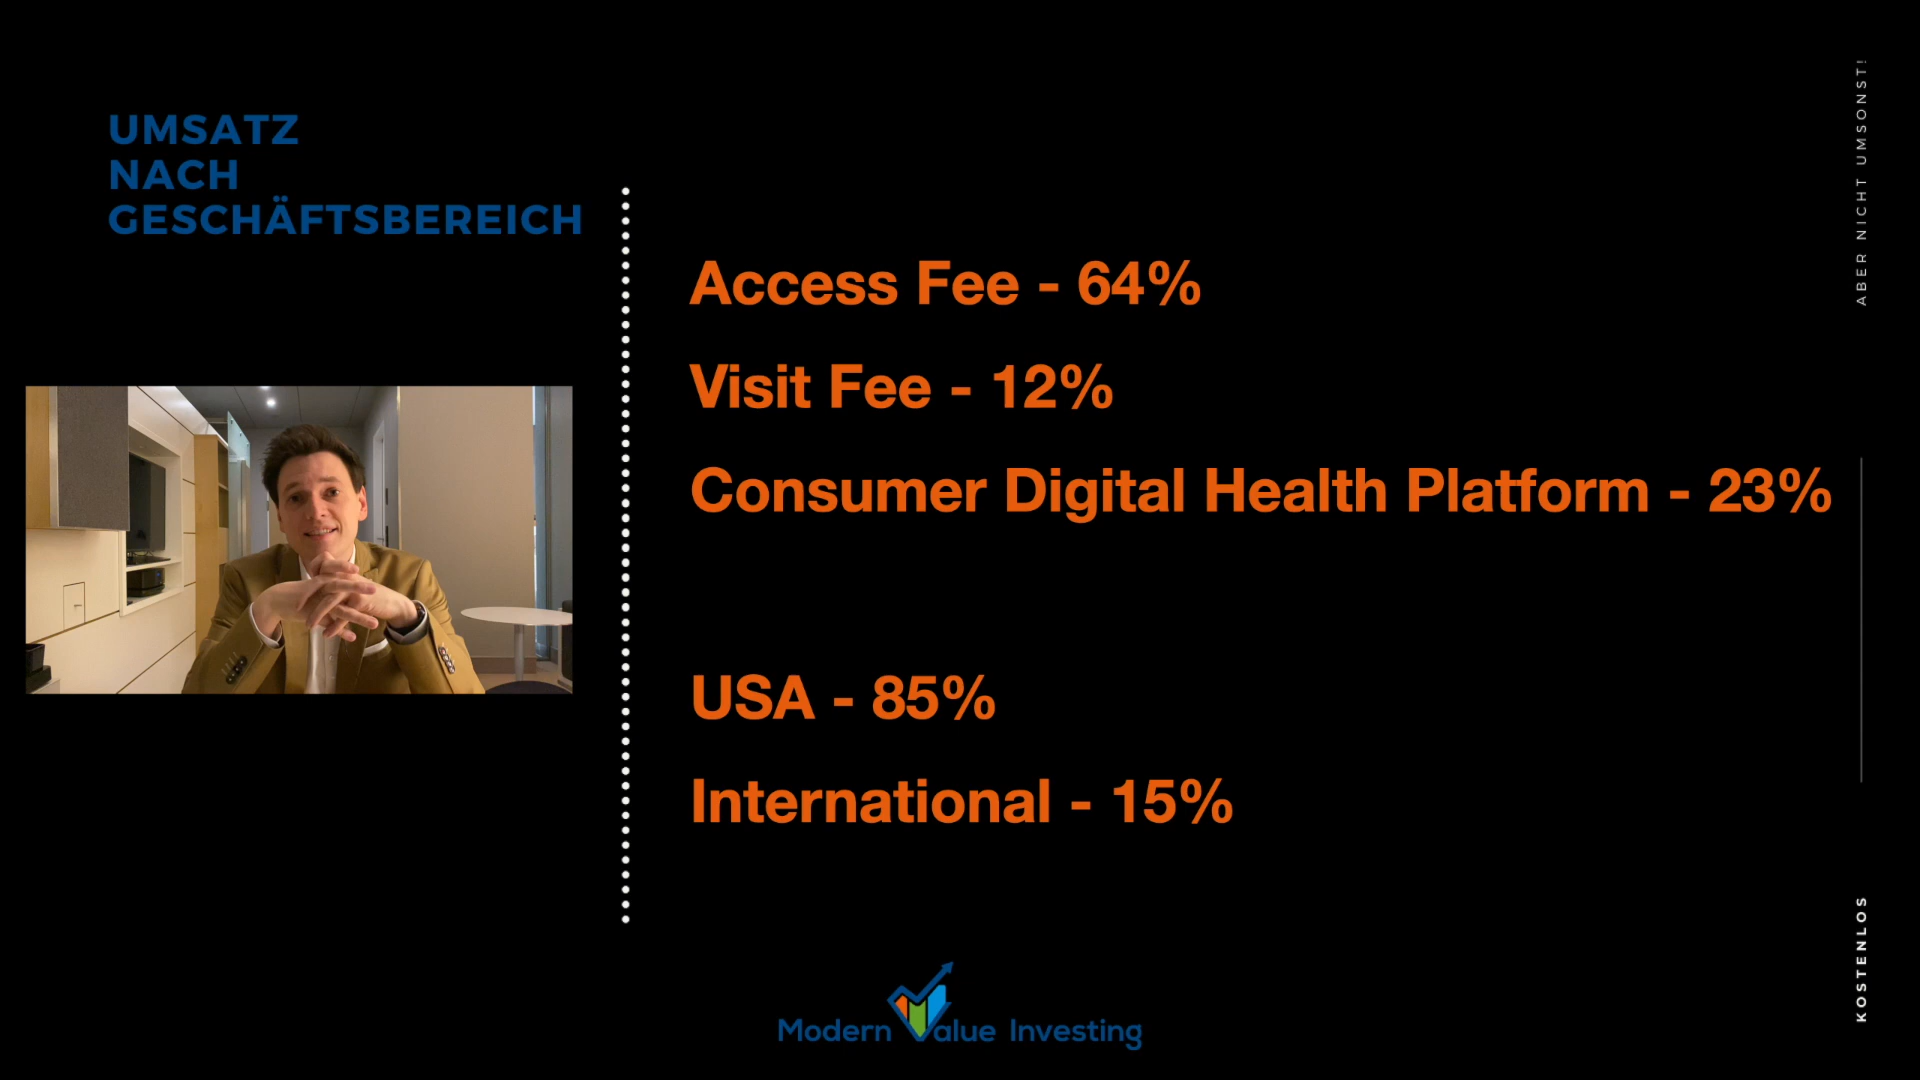 UMSATZ
NACH
GESCHÄFTSBEREICH
Access Fee - 64%
Visit Fee - 12%
Consumer Digital Health Platform - 23%
USA - 85%
International - 15%
ABER NICHT UMSONST!
KOSTENLOS
Modern Value Investing